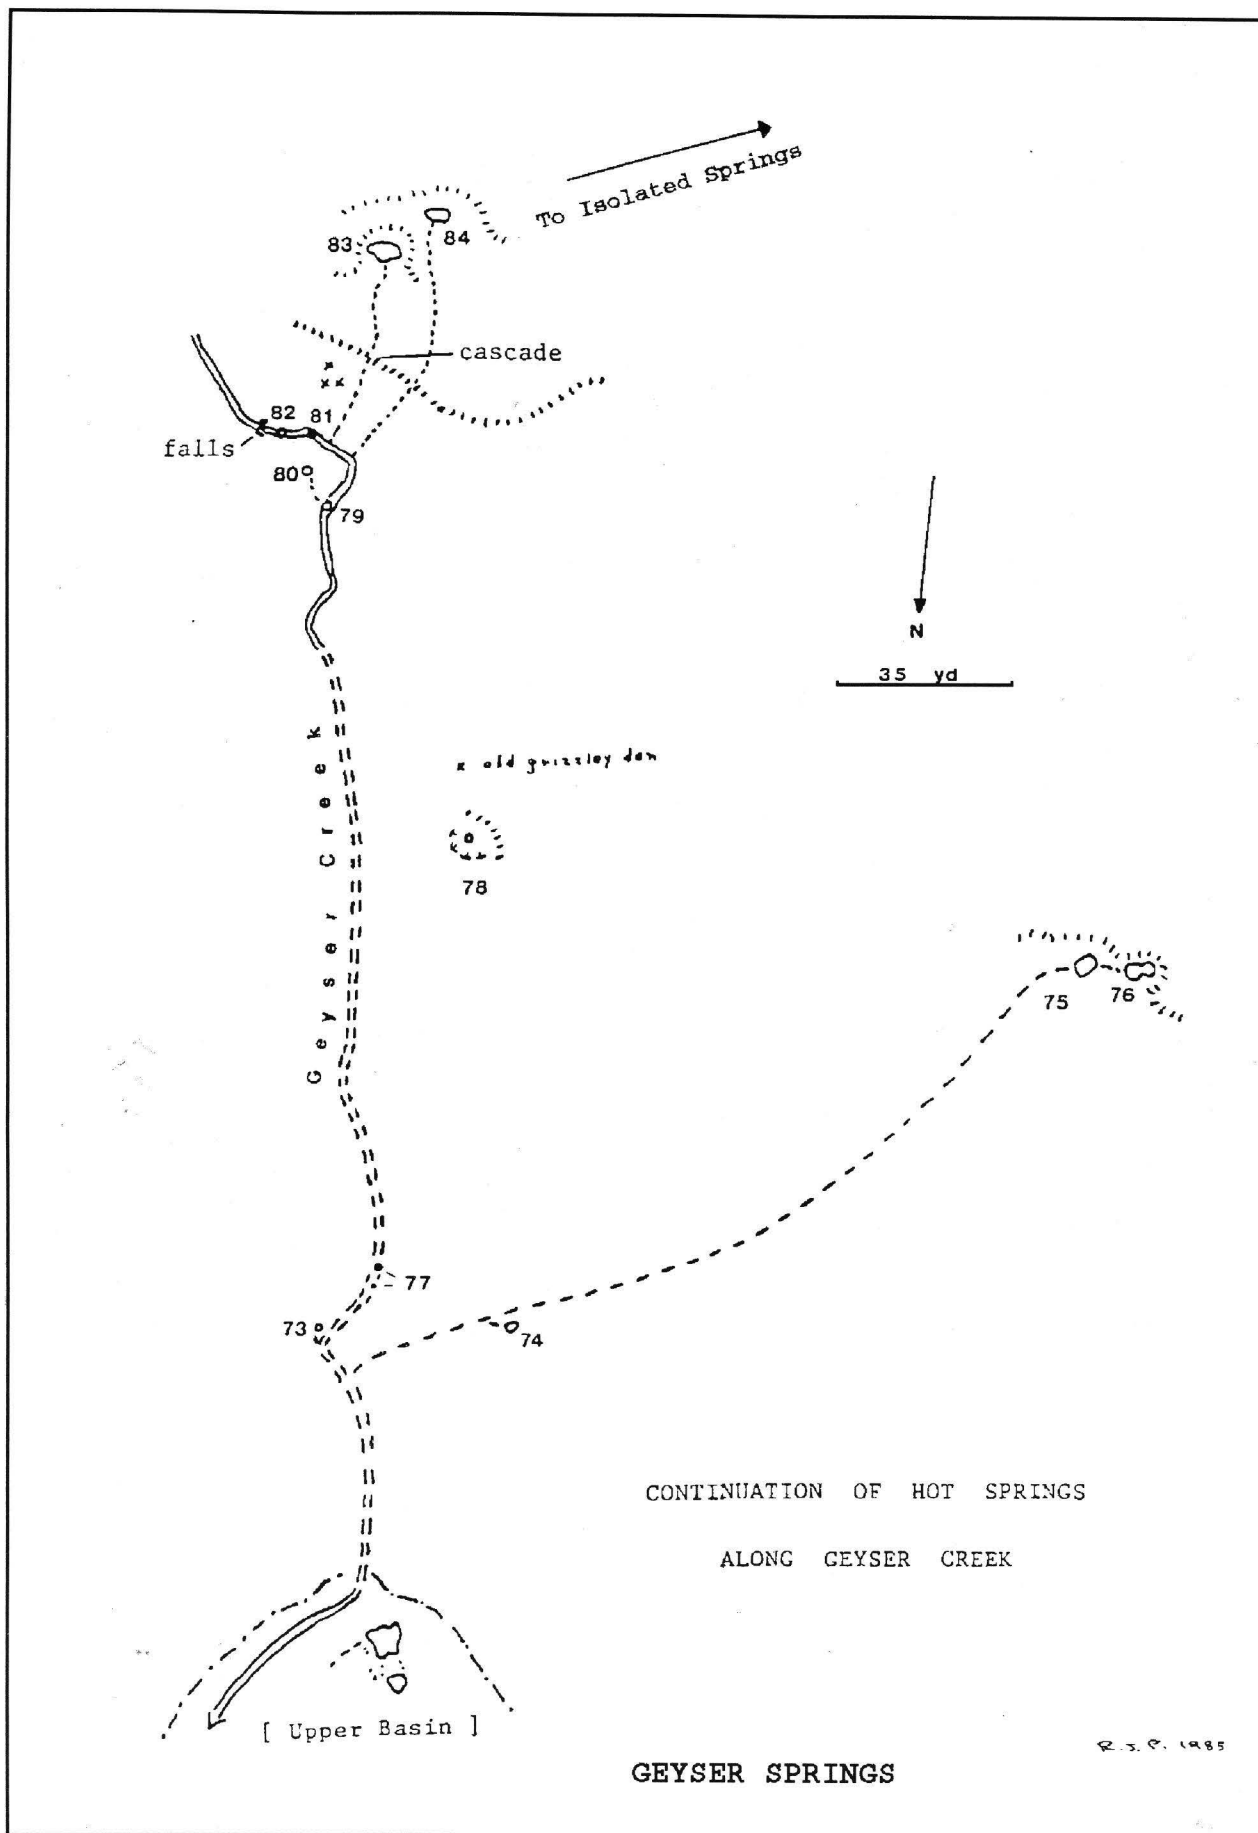 To Isolated Springs
83
84
cascade
82
81
falls
80
79
N
35 yd
Geyser Creek
x old grizzley den
78
75
76
77
73
74
CONTINUATION OF HOT SPRINGS
ALONG GEYSER CREEK
[ Upper Basin ]
R.J.P. 1985
GEYSER SPRINGS